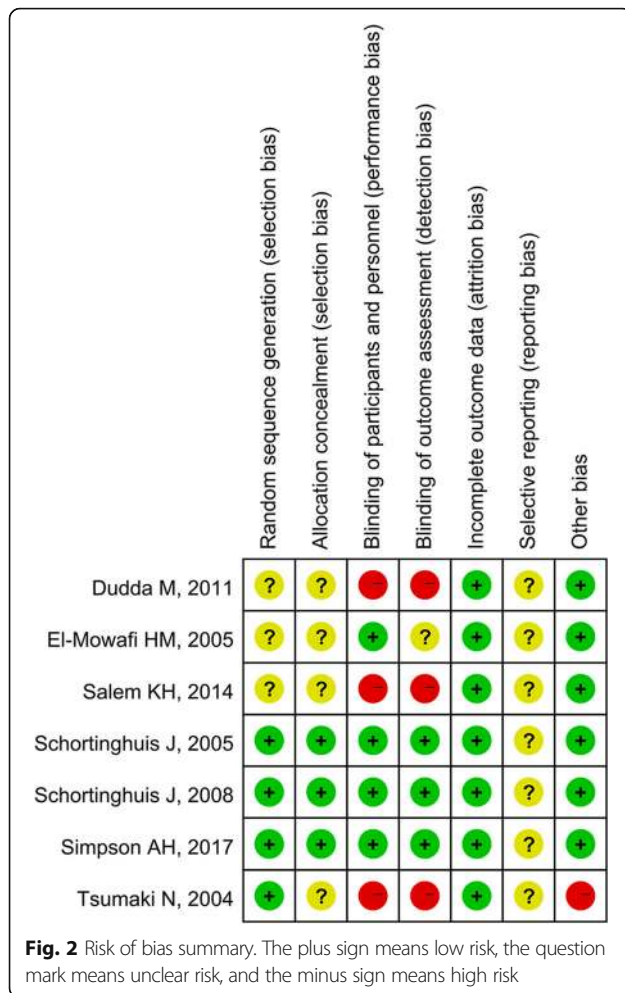 Random sequence generation (selection bias)
Allocation concealment (selection bias)
Blinding of participants and personnel (performance bias)
Blinding of outcome assessment (detection bias)
Incomplete outcome data (attrition bias)
Selective reporting (reporting bias)
Other bias
Dudda M, 2011 ? ? - - + ? +
El-Mowafi HM, 2005 ? ? + ? + ? +
Salem KH, 2014 ? ? - - + ? +
Schortinghuis J, 2005 + + + + + ? +
Schortinghuis J, 2008 + + + + + ? +
Simpson AH, 2017 + + + + + ? +
Tsumaki N, 2004 + ? - - + ? -
Fig. 2 Risk of bias summary. The plus sign means low risk, the question
mark means unclear risk, and the minus sign means high risk